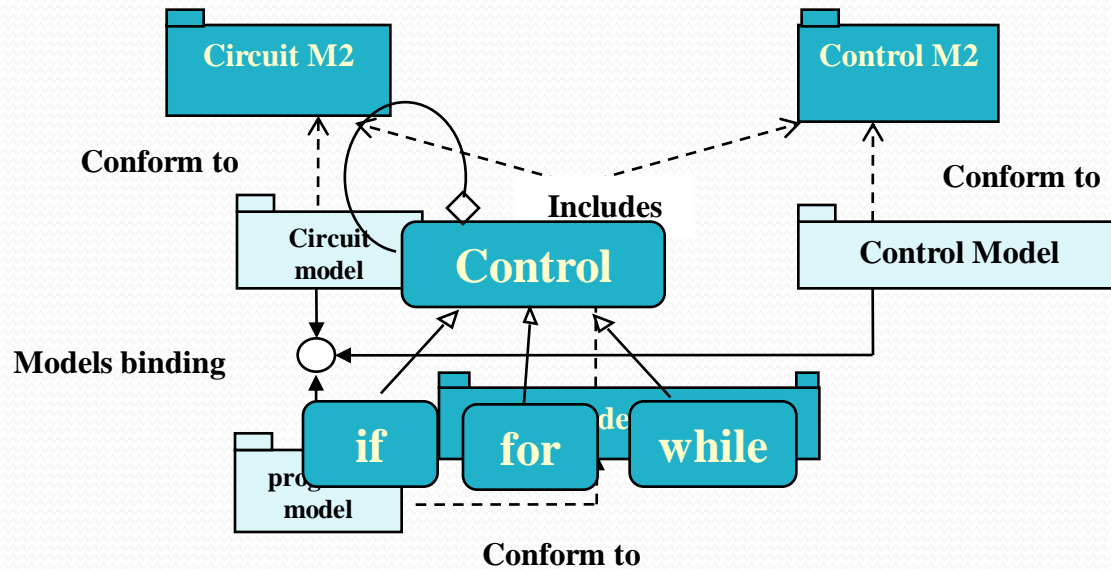 Circuit M2
Control M2
Conform to
Conform to
Includes
Circuit
model
Control
Control Model
Models binding
if
for
while
model
Conform to